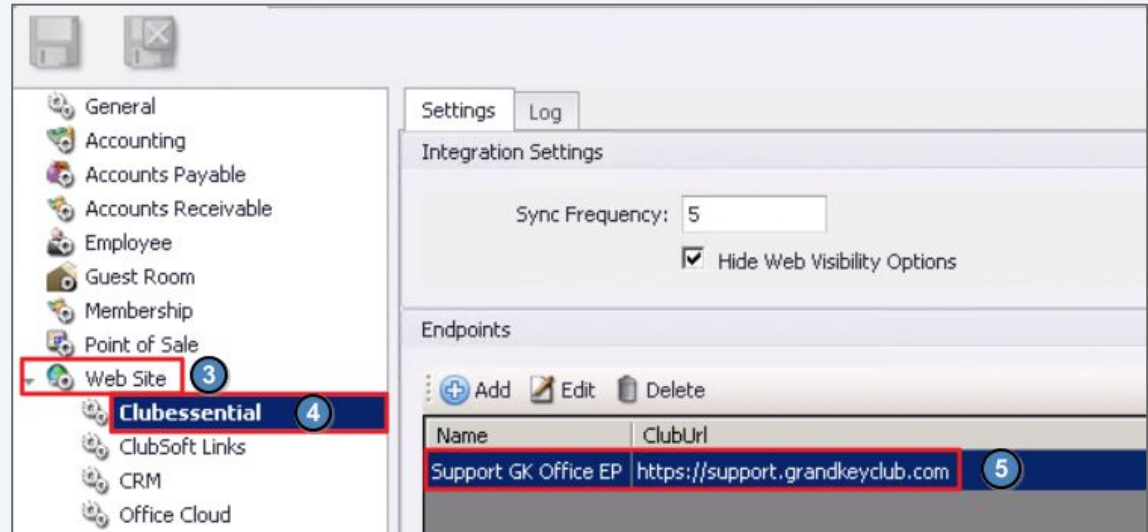 General
Accounting
Accounts Payable
Accounts Receivable
Employee
Guest Room
Membership
Point of Sale
Web Site 3
Clubessential 4
ClubSoft Links
CRM
Office Cloud
Settings Log
Integration Settings
Sync Frequency: 5
Hide Web Visibility Options
Endpoints
Add Edit Delete
Name ClubUrl
Support GK Office EP https://support.grandkeyclub.com 5